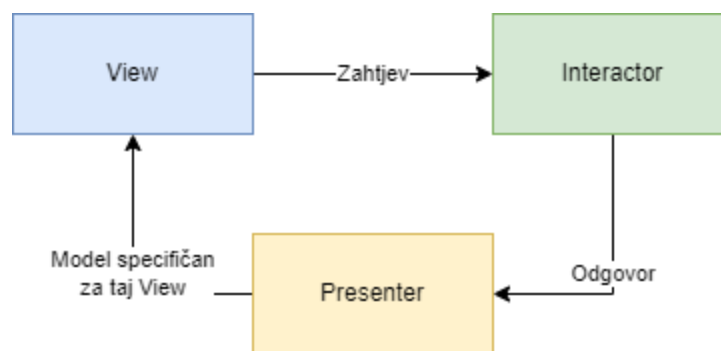 View
Zahtjev
Interactor
Model specifičan
za taj View
Presenter
Odgovor